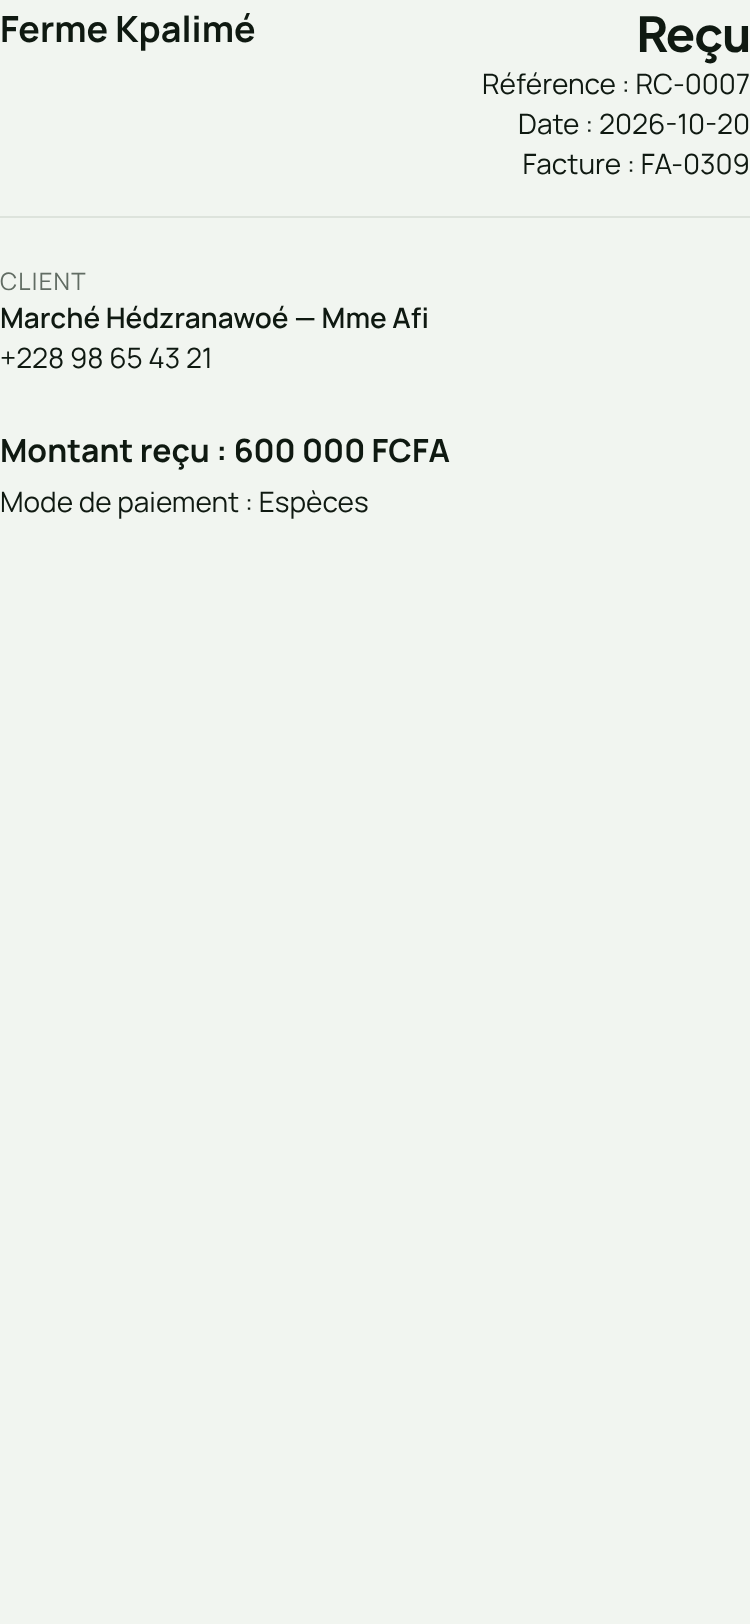 Ferme Kpalimé
Reçu
Référence : RC-0007
Date : 2026-10-20
Facture : FA-0309
CLIENT
Marché Hédzranawoé — Mme Afi
+228 98 65 43 21
Montant reçu : 600 000 FCFA
Mode de paiement : Espèces